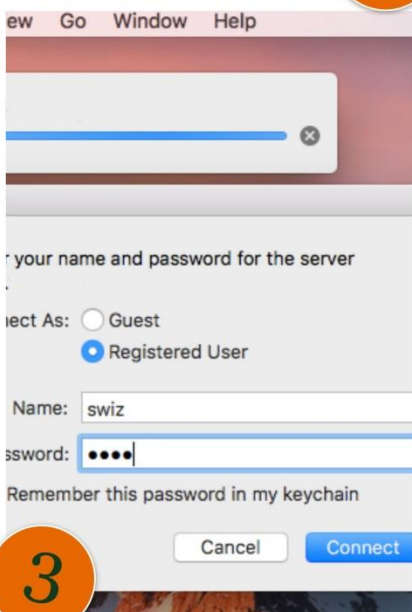 ew Go Window Help
your name and password for the server
ect As: Guest
Registered User
Name: swiz
ssword: ••••
Remember this password in my keychain
Cancel Connect
3